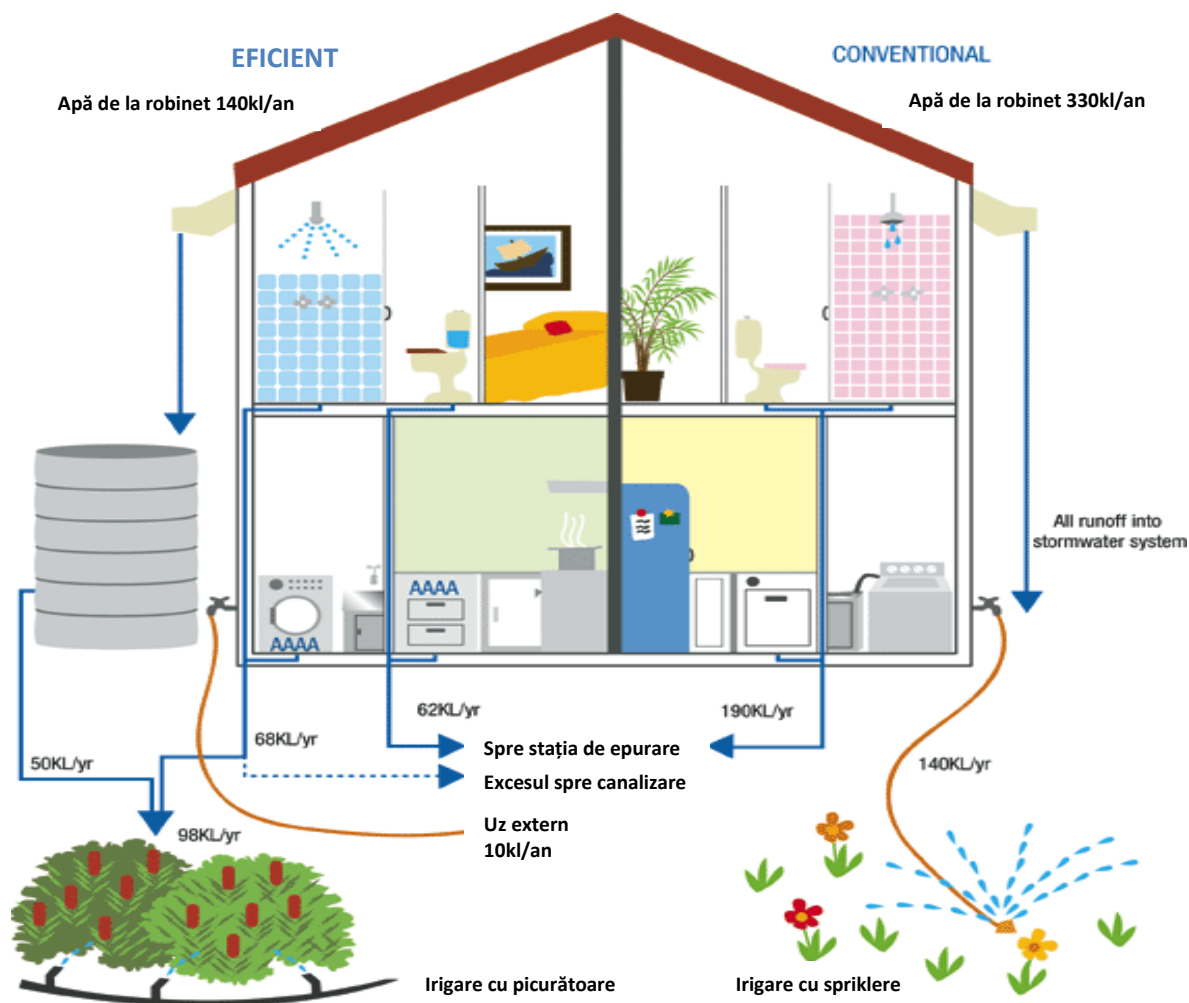 EFICIENT
CONVENTIONAL
Apă de la robinet 140kl/an
Apă de la robinet 330kl/an
All runoff into
stormwater system
AAAA
AAAA
62KL/yr
190KL/yr
68KL/yr
Spre stația de epurare
50KL/yr
140KL/yr
Excesul spre canalizare
98KL/yr
Uz extern
10kl/an
Irigare cu picurătoare
Irigare cu spriklere